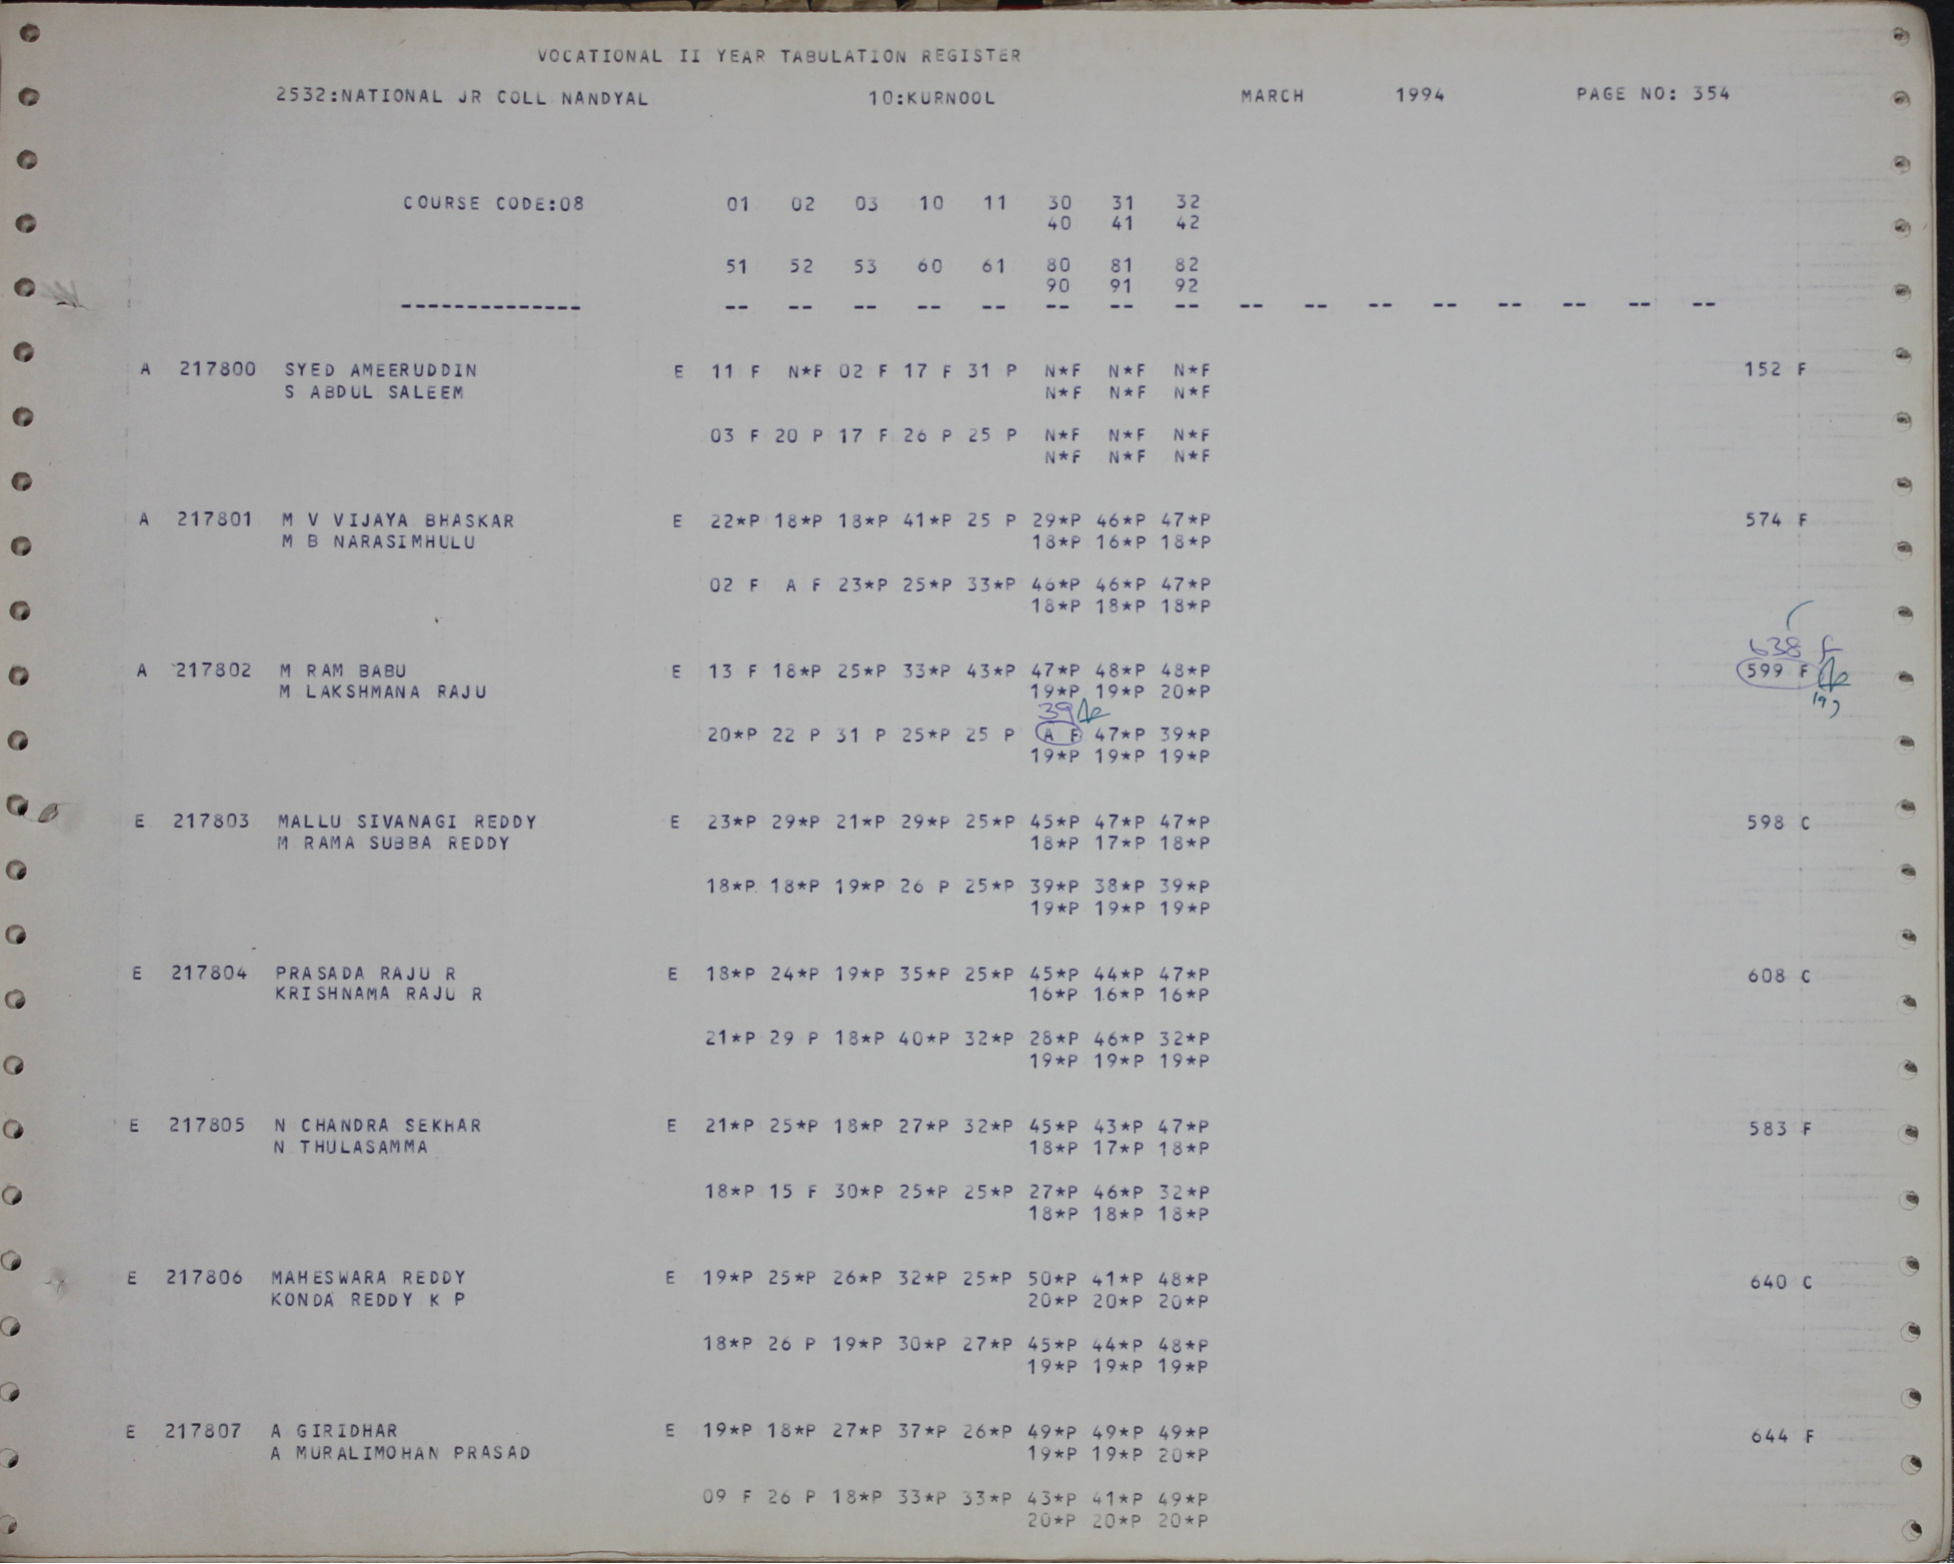 VOCATIONAL II YEAR TABULATION REGISTER
2532:NATIONAL JR COLL NANDYAL 10:KURNOOL MARCH 1994 PAGE NO: 354
COURSE CODE:08 01 02 03 10 11 30 31 32
40 41 42
51 52 53 60 61 80 81 82
90 91 92
-------------- -- -- -- -- -- -- -- -- -- -- -- -- -- -- -- --
A 217800 SYED AMEERUDDIN E 11 F N*F 02 F 17 F 31 P N*F N*F N*F 152 F
S ABDUL SALEEM N*F N*F N*F
03 F 20 P 17 F 26 P 25 P N*F N*F N*F
N*F N*F N*F
A 217801 M V VIJAYA BHASKAR E 22*P 18*P 18*P 41*P 25 P 29*P 46*P 47*P 574 F
M B NARASIMHULU 18*P 16*P 18*P
02 F A F 23*P 25*P 33*P 46*P 46*P 47*P
18*P 18*P 18*P
638 F
A 217802 M RAM BABU E 13 F 18*P 25*P 33*P 43*P 47*P 48*P 48*P 599 F
M LAKSHMANA RAJU 19*P 19*P 20*P
39
20*P 22 P 31 P 25*P 25 P A F 47*P 39*P
19*P 19*P 19*P
E 217803 MALLU SIVANAGI REDDY E 23*P 29*P 21*P 29*P 25*P 45*P 47*P 47*P 598 C
M RAMA SUBBA REDDY 18*P 17*P 18*P
18*P 18*P 19*P 26 P 25*P 39*P 38*P 39*P
19*P 19*P 19*P
E 217804 PRASADA RAJU R E 18*P 24*P 19*P 35*P 25*P 45*P 44*P 47*P 608 C
KRISHNAMA RAJU R 16*P 16*P 16*P
21*P 29 P 18*P 40*P 32*P 28*P 46*P 32*P
19*P 19*P 19*P
E 217805 N CHANDRA SEKHAR E 21*P 25*P 18*P 27*P 32*P 45*P 43*P 47*P 583 F
N THULASAMMA 18*P 17*P 18*P
18*P 15 F 30*P 25*P 25*P 27*P 46*P 32*P
18*P 18*P 18*P
E 217806 MAHESWARA REDDY E 19*P 25*P 26*P 32*P 25*P 50*P 41*P 48*P 640 C
KONDA REDDY K P 20*P 20*P 20*P
18*P 26 P 19*P 30*P 27*P 45*P 44*P 48*P
19*P 19*P 19*P
E 217807 A GIRIDHAR E 19*P 18*P 27*P 37*P 26*P 49*P 49*P 49*P 644 F
A MURALIMOHAN PRASAD 19*P 19*P 20*P
09 F 26 P 18*P 33*P 33*P 43*P 41*P 49*P
20*P 20*P 20*P